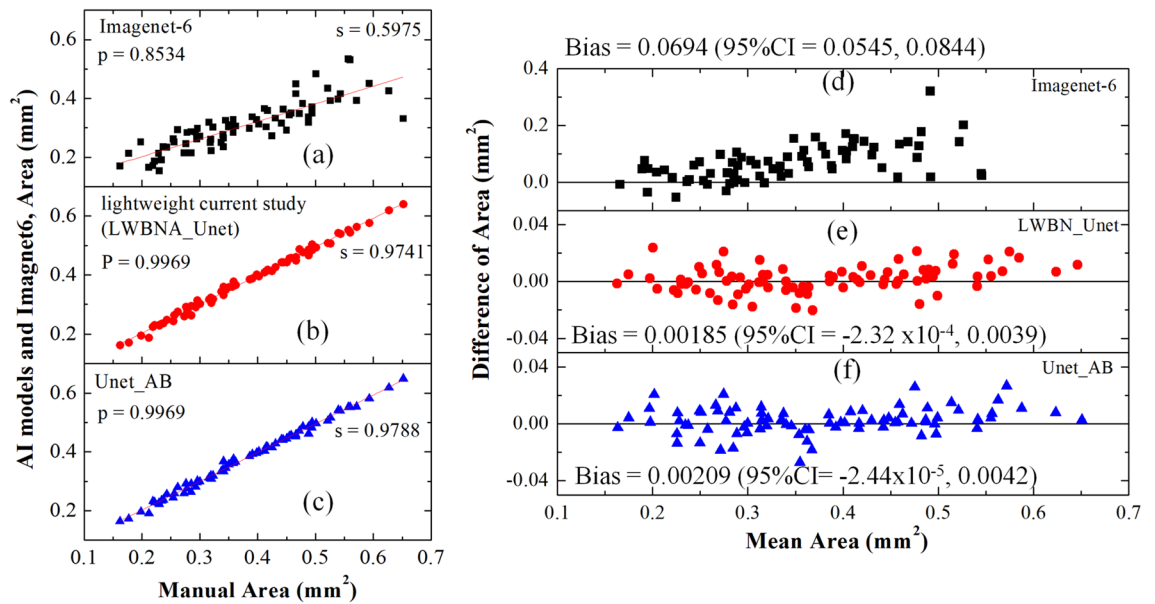 AI models and Imagnet6, Area (mm²)
Imagenet-6
p = 0.8534
s = 0.5975
(a)
0.6
0.4
0.2
lightweight current study
(LWBNA_Unet)
P = 0.9969
s = 0.9741
(b)
0.6
0.4
0.2
Unet_AB
p = 0.9969
s = 0.9788
(c)
0.6
0.4
0.2
0.1 0.2 0.3 0.4 0.5 0.6 0.7
Manual Area (mm²)
Difference of Area (mm²)
Bias = 0.0694 (95%CI = 0.0545, 0.0844)
(d)
Imagenet-6
0.4
0.2
0.0
(e)
LWBN_Unet
0.04
0.00
-0.04
Bias = 0.00185 (95%CI = -2.32 x10⁻⁴, 0.0039)
(f)
Unet_AB
0.04
0.00
-0.04
Bias = 0.00209 (95%CI= -2.44x10⁻⁵, 0.0042)
0.1 0.2 0.3 0.4 0.5 0.6 0.7
Mean Area (mm²)